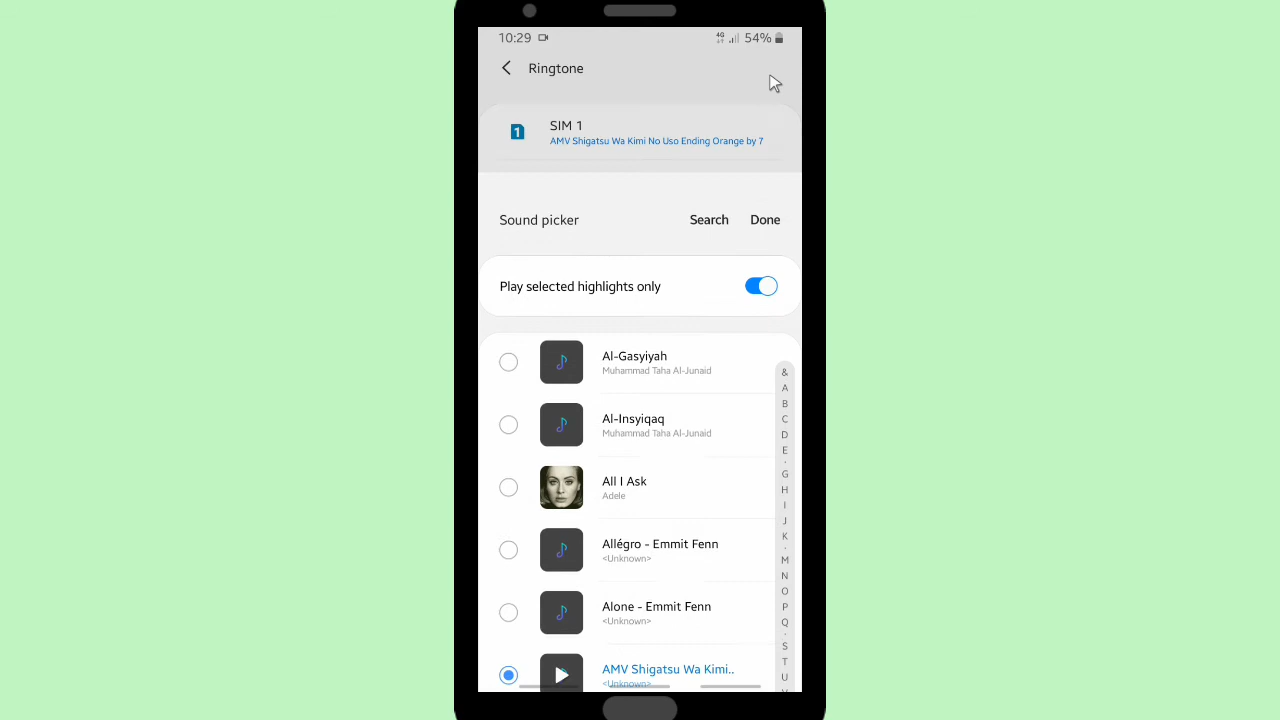 10:29 4G 54%
Ringtone
1
SIM 1
AMV Shigatsu Wa Kimi No Uso Ending Orange by 7
Sound picker Search Done
Play selected highlights only
Al-Gasyiyah
Muhammad Taha Al-Junaid
Al-Insyiqaq
Muhammad Taha Al-Junaid
All I Ask
Adele
Allégro - Emmit Fenn
<Unknown>
Alone - Emmit Fenn
<Unknown>
AMV Shigatsu Wa Kimi..
<Unknown>
&
A
B
C
D
E
.
G
H
I
J
K
.
M
N
O
P
Q
.
S
T
U
V